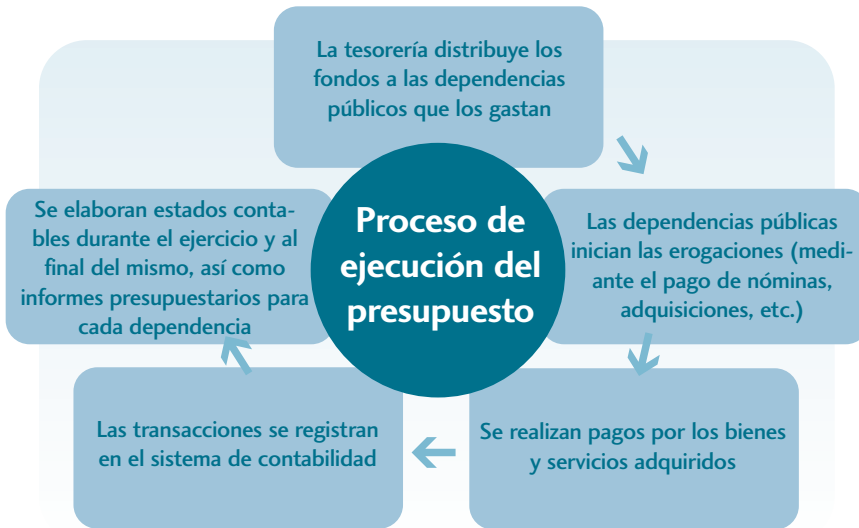 La tesorería distribuye los
fondos a las dependencias
públicos que los gastan
Proceso de
ejecución del
presupuesto
Las dependencias públicas
inician las erogaciones (medi-
ante el pago de nóminas,
adquisiciones, etc.)
Se realizan pagos por los bienes
y servicios adquiridos
Las transacciones se registran
en el sistema de contabilidad
Se elaboran estados conta-
bles durante el ejercicio y al
final del mismo, así como
informes presupuestarios para
cada dependencia